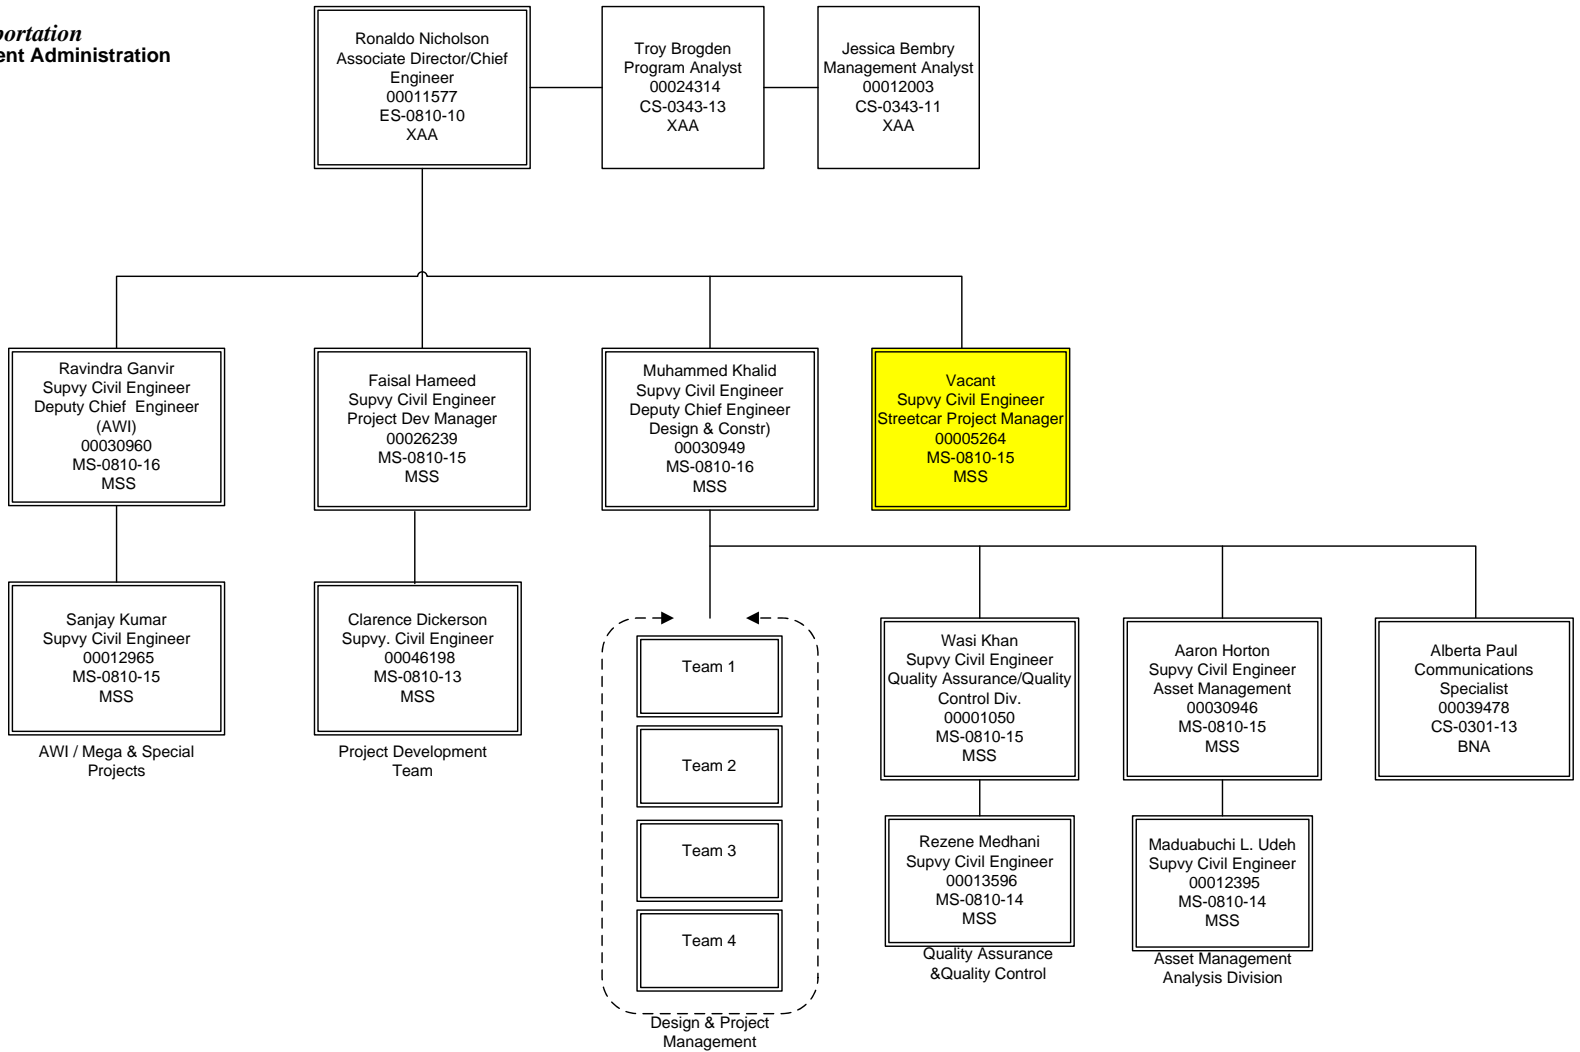 ent Administration
Ronaldo Nicholson
Associate Director/Chief
Engineer
00011577
ES-0810-10
XAA
Troy Brogden
Program Analyst
00024314
CS-0343-13
XAA
Jessica Bembry
Management Analyst
00012003
CS-0343-11
XAA
Ravindra Ganvir
Supvy Civil Engineer
Deputy Chief Engineer
(AWI)
00030960
MS-0810-16
MSS
Faisal Hameed
Supvy Civil Engineer
Project Dev Manager
00026239
MS-0810-15
MSS
Muhammed Khalid
Supvy Civil Engineer
Deputy Chief Engineer
Design & Constr)
00030949
MS-0810-16
MSS
Vacant
Supvy Civil Engineer
Streetcar Project Manager
00005264
MS-0810-15
MSS
Sanjay Kumar
Supvy Civil Engineer
00012965
MS-0810-15
MSS
AWI / Mega & Special
Projects
Clarence Dickerson
Supvy. Civil Engineer
00046198
MS-0810-13
MSS
Project Development
Team
Team 1
Team 2
Team 3
Team 4
Design & Project
Management
Wasi Khan
Supvy Civil Engineer
Quality Assurance/Quality
Control Div.
00001050
MS-0810-15
MSS
Aaron Horton
Supvy Civil Engineer
Asset Management
00030946
MS-0810-15
MSS
Alberta Paul
Communications
Specialist
00039478
CS-0301-13
BNA
Rezene Medhani
Supvy Civil Engineer
00013596
MS-0810-14
MSS
Quality Assurance
&Quality Control
Maduabuchi L. Udeh
Supvy Civil Engineer
00012395
MS-0810-14
MSS
Asset Management
Analysis Division